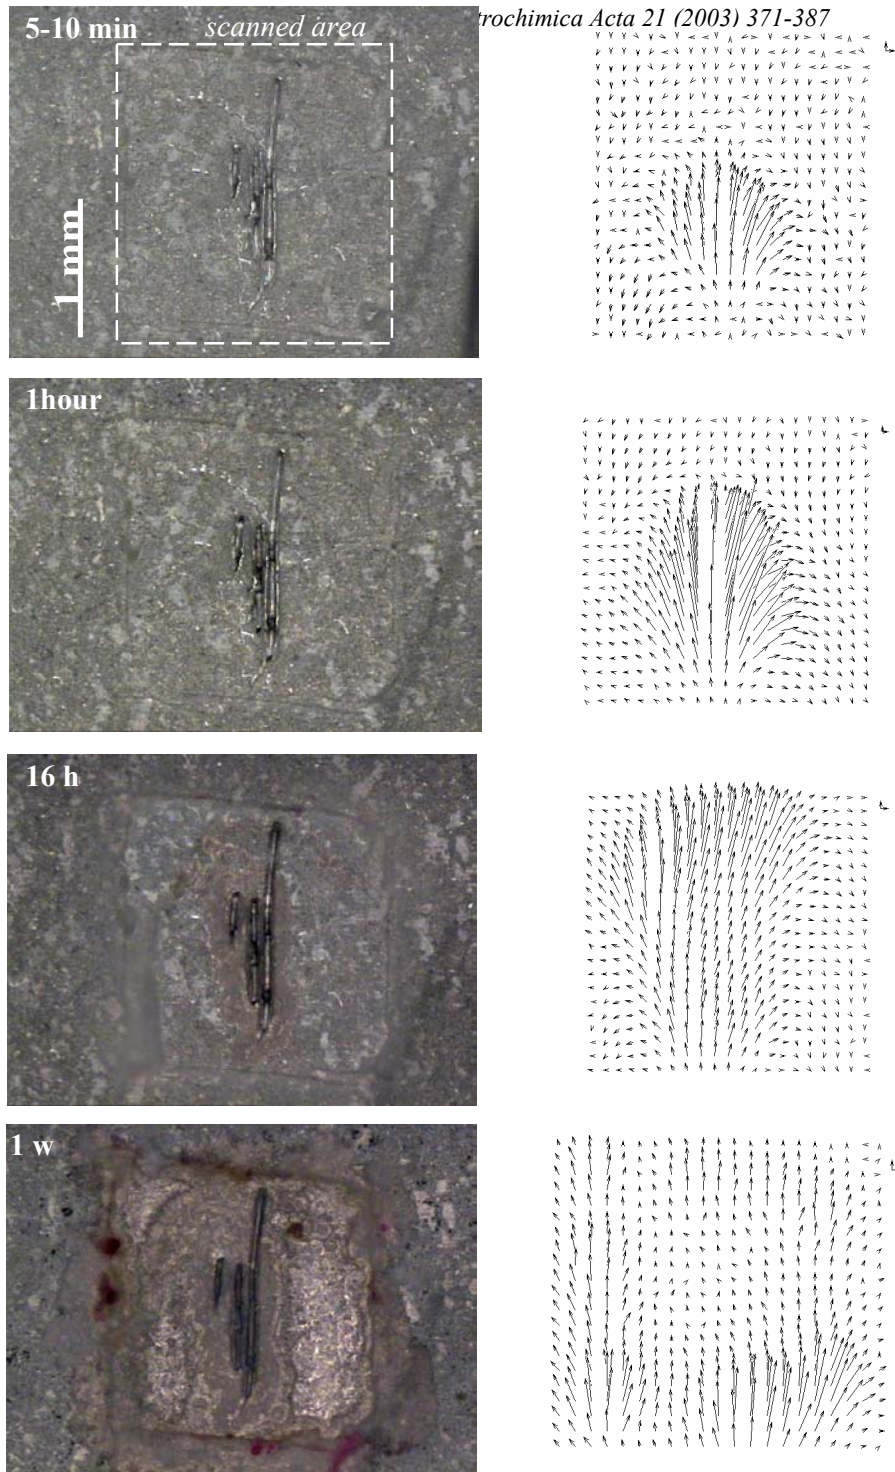 trochimica Acta 21 (2003) 371-387
5-10 min
scanned area
1 mm
1hour
16 h
1 w